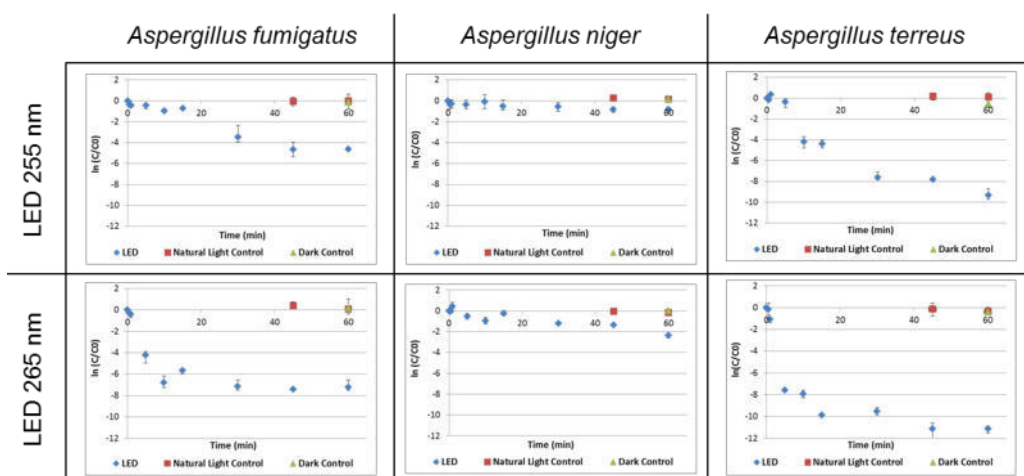 Aspergillus fumigatus Aspergillus niger Aspergillus terreus
LED 255 nm
ln (C/C0)
2
0
-2
-4
-6
-8
-10
-12
0 20 40 60
Time (min)
LED Natural Light Control Dark Control
ln (C/C0)
2
0
-2
-4
-6
-8
-10
-12
0 20 40 60
Time (min)
LED Natural Light Control Dark Control
ln (C/C0)
2
0
-2
-4
-6
-8
-10
-12
0 20 40 60
Time (min)
LED Natural Light Control Dark Control
LED 265 nm
ln (C/C0)
2
0
-2
-4
-6
-8
-10
-12
0 20 40 60
Time (min)
LED Natural Light Control Dark Control
ln (C/C0)
2
0
-2
-4
-6
-8
-10
-12
0 20 40 60
Time (min)
LED Natural Light Control Dark Control
Ln(C/C0)
2
0
-2
-4
-6
-8
-10
-12
0 20 40 60
Time (min)
LED Natural Light Control Dark Control